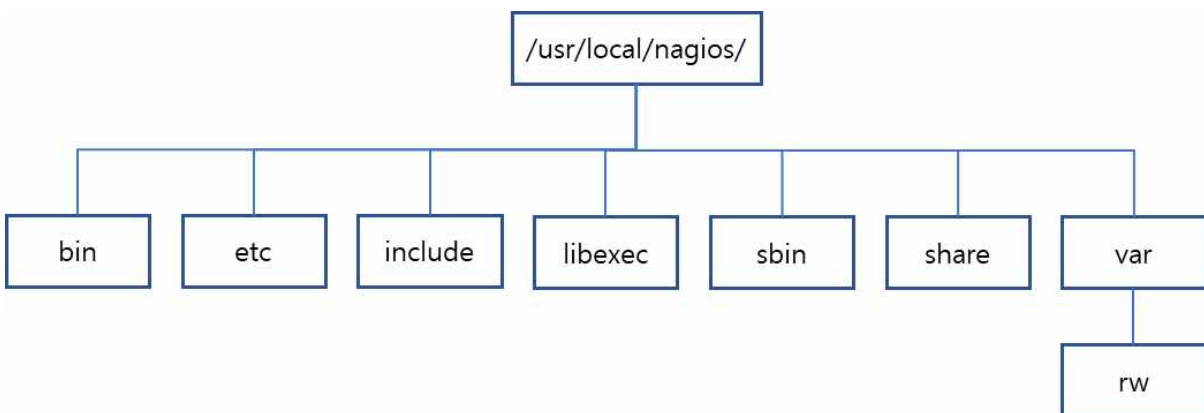 /usr/local/nagios/
bin etc include libexec sbin share var
rw